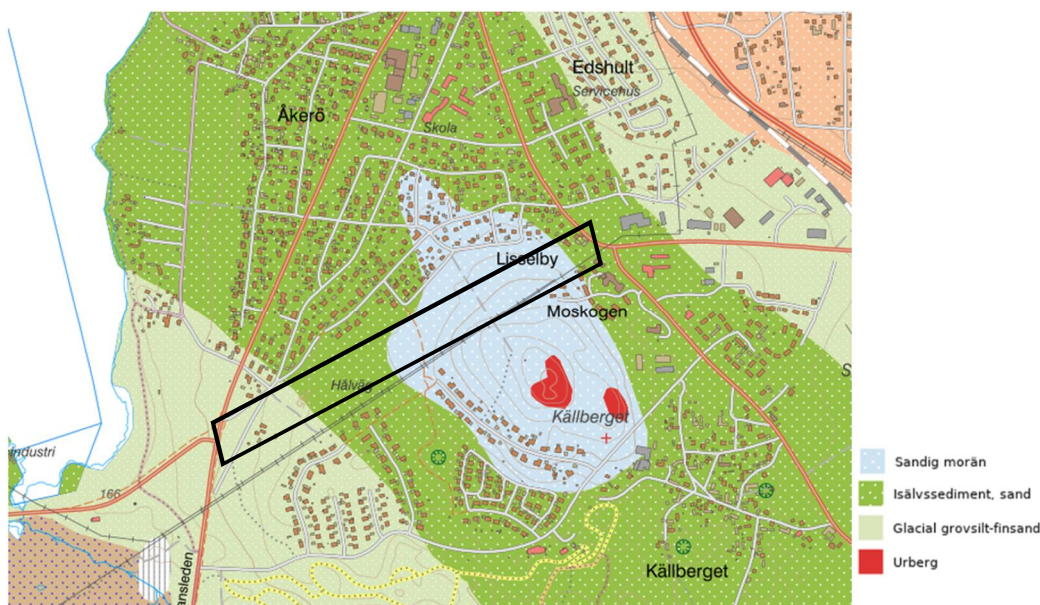 Edshult
Servicehus
Åkerö
Skola
Lisselby
Moskogen
Hålväg
Källberget
industri
166
Sandig morän
Isälvssediment, sand
Glacial grovsilt-finsand
Urberg
Källberget
ansleden
S